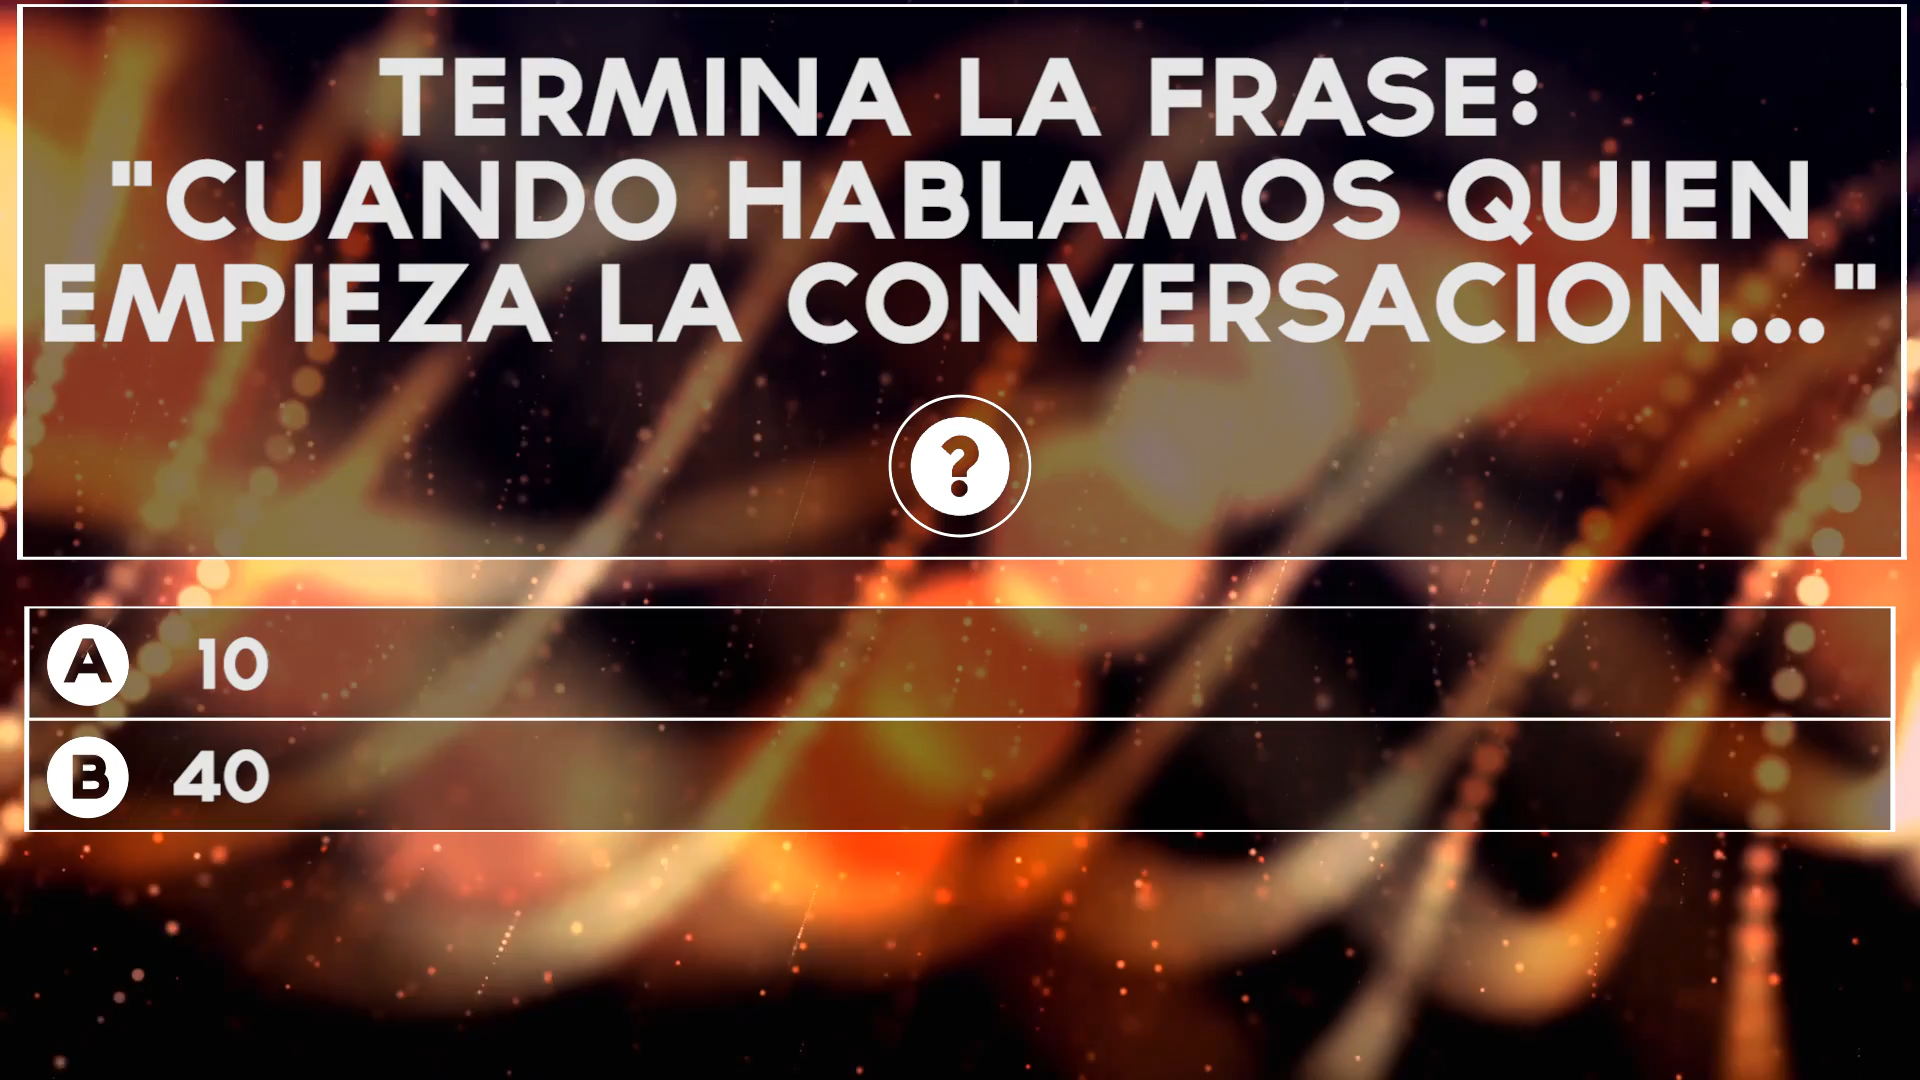 TERMINA LA FRASE:
"CUANDO HABLAMOS QUIEN
EMPIEZA LA CONVERSACION... "
?
A 10
B 40